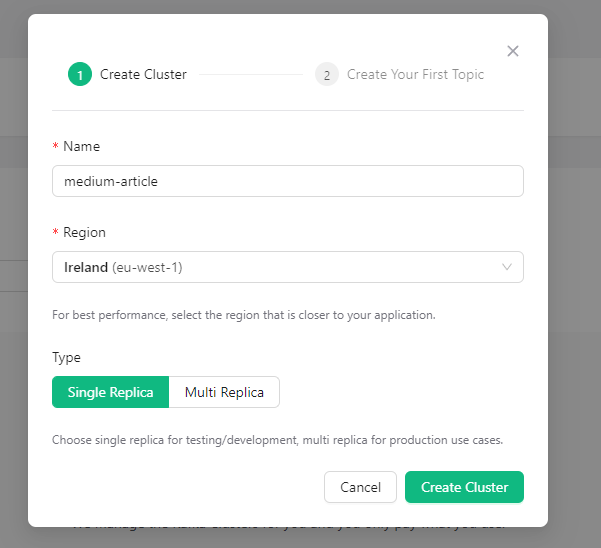 1 Create Cluster 2 Create Your First Topic
* Name
medium-article
* Region
Ireland (eu-west-1)
For best performance, select the region that is closer to your application.
Type
Single Replica Multi Replica
Choose single replica for testing/development, multi replica for production use cases.
Cancel Create Cluster